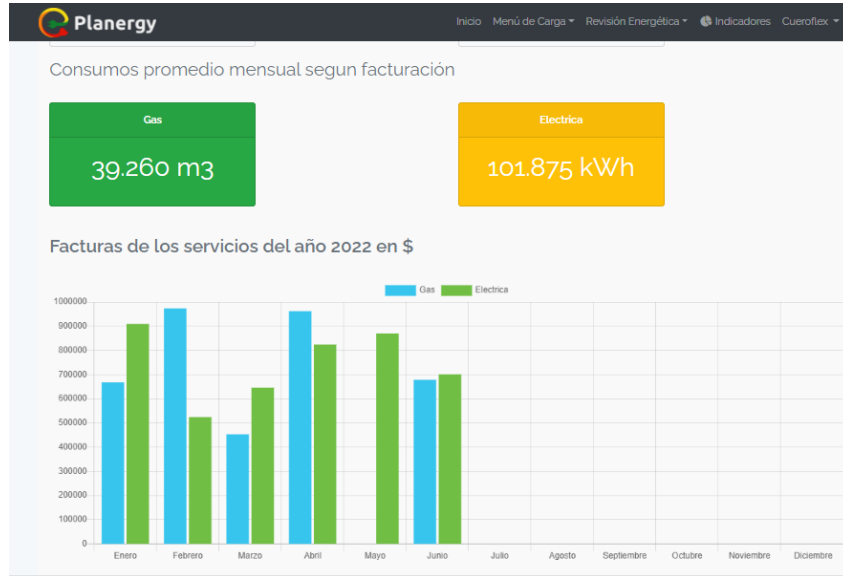 Planergy
Inicio Menú de Carga Revisión Energética Indicadores Cueroflex
Consumos promedio mensual segun facturación
Gas
39.260 m3
Electrica
101.875 kWh
Facturas de los servicios del año 2022 en $
Gas Electrica
1000000
900000
800000
700000
600000
500000
400000
300000
200000
100000
0
Enero Febrero Marzo Abril Mayo Junio Julio Agosto Septiembre Octubre Noviembre Diciembre